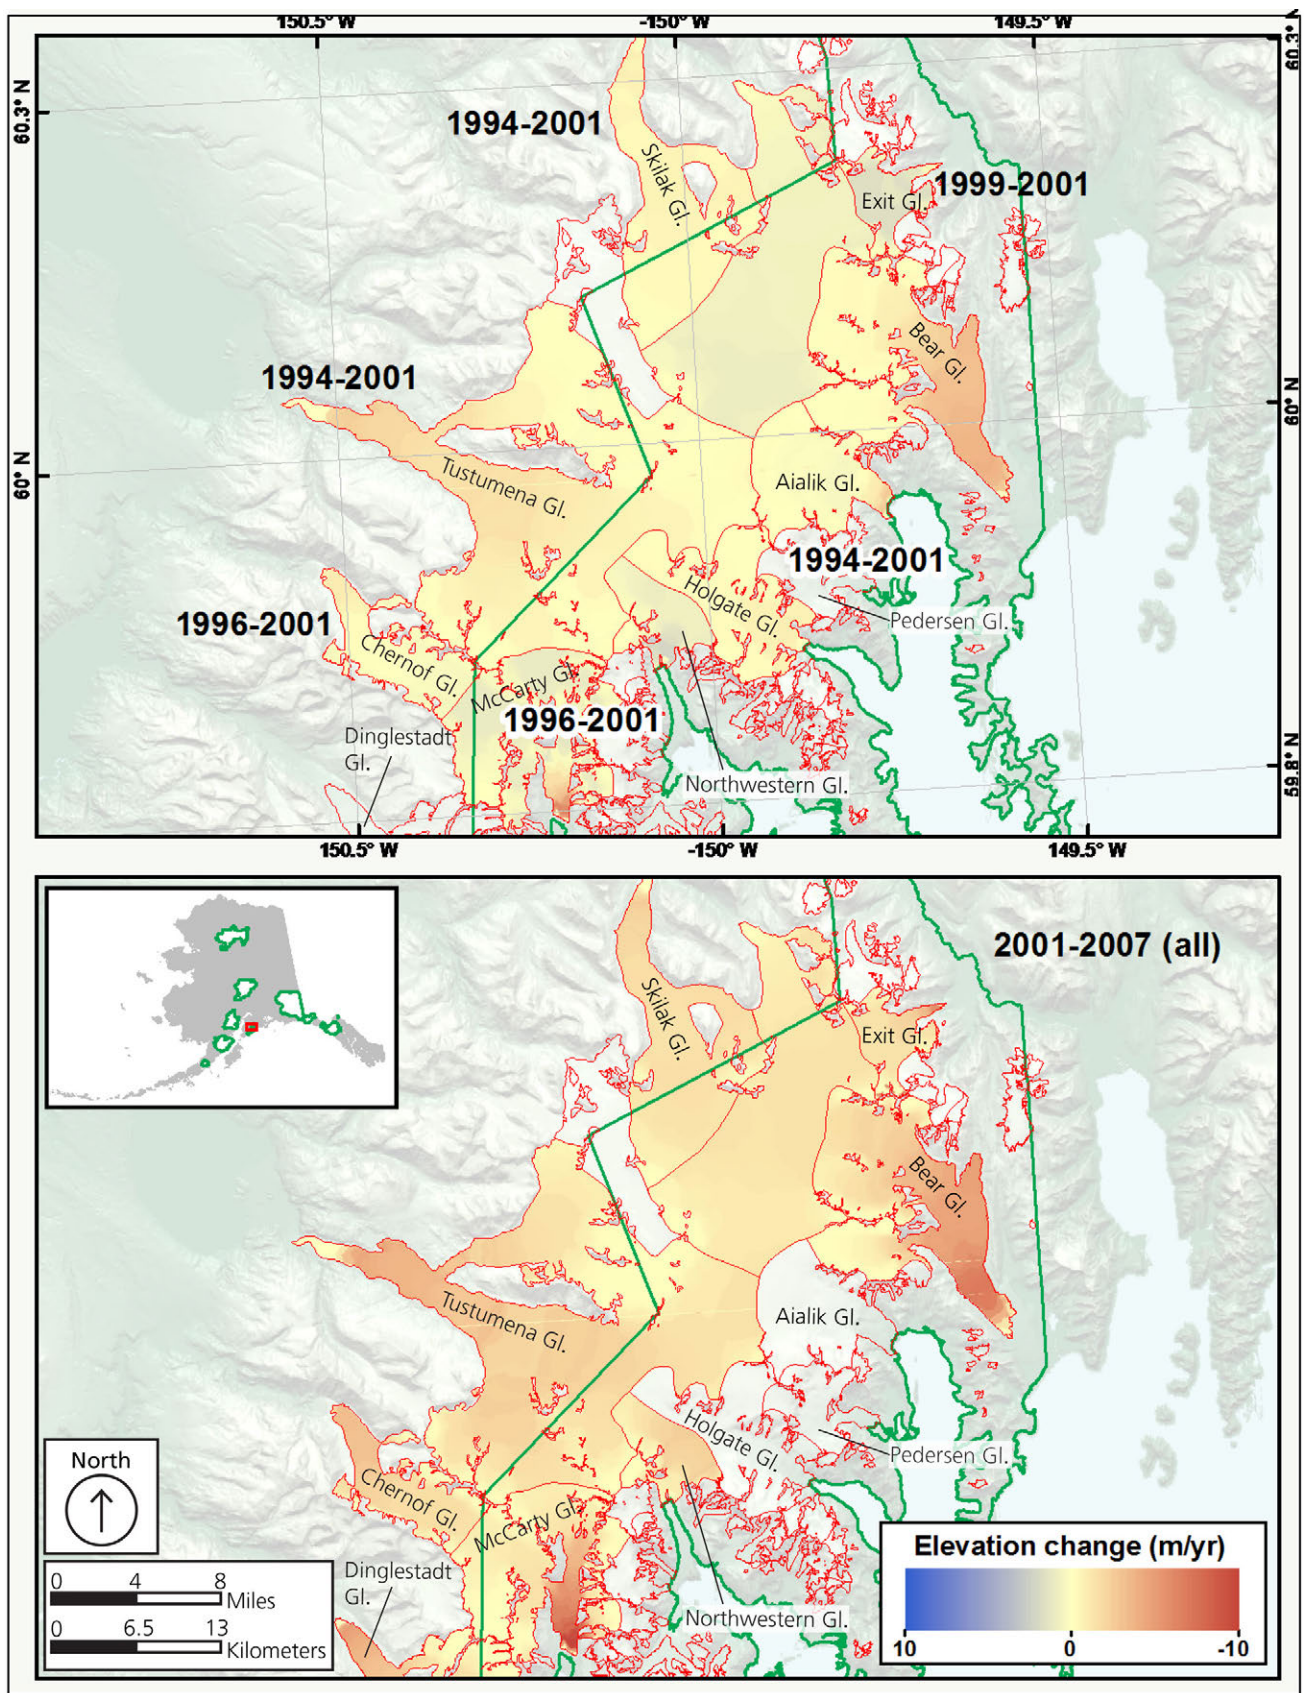 150.5° W
-150° W
149.5° W
60.3° N
60.3° N
1994-2001
Skilak Gl.
1999-2001
Exit Gl.
Bear Gl.
1994-2001
60° N
60° N
Tustumena Gl.
Aialik Gl.
1994-2001
Holgate Gl.
Pedersen Gl.
1996-2001
Chernof Gl.
McCarty Gl.
1996-2001
Dinglestadt
Gl.
Northwestern Gl.
59.8° N
150.5° W
-150° W
149.5° W
2001-2007 (all)
Skilak Gl.
Exit Gl.
Bear Gl.
Tustumena Gl.
Aialik Gl.
Holgate Gl.
Pedersen Gl.
North
Chernof Gl.
McCarty Gl.
Dinglestadt
Gl.
Northwestern Gl.
0 4 8
Miles
0 6.5 13
Kilometers
Elevation change (m/yr)
10 0 -10